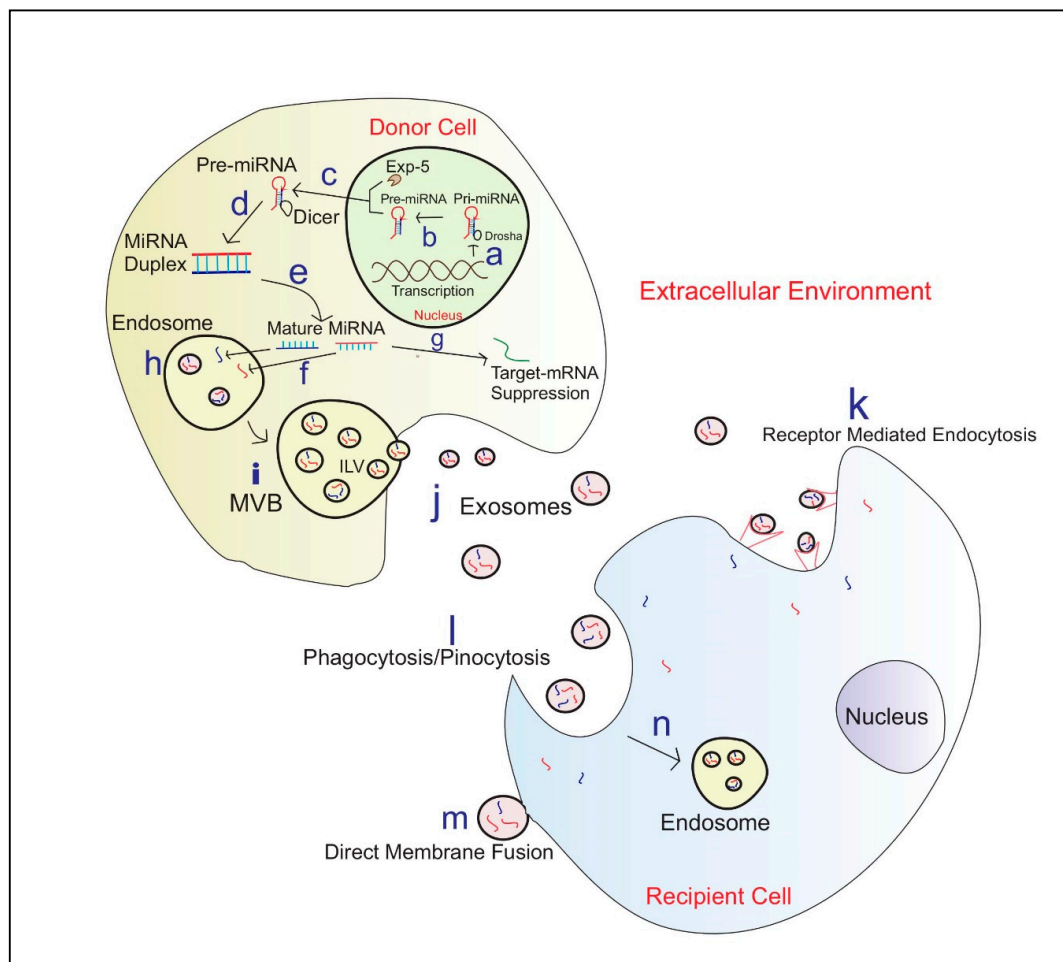 Donor Cell
Exp-5
Pre-miRNA
c
Pre-miRNA
Pri-miRNA
d
Dicer
b
Drosha
a
MiRNA
Duplex
e
Transcription
Nucleus
Extracellular Environment
Endosome
Mature MiRNA
g
h
f
Target-mRNA
Suppression
k
Receptor Mediated Endocytosis
i
ILV
MVB
j
Exosomes
l
Phagocytosis/Pinocytosis
n
Nucleus
m
Endosome
Direct Membrane Fusion
Recipient Cell